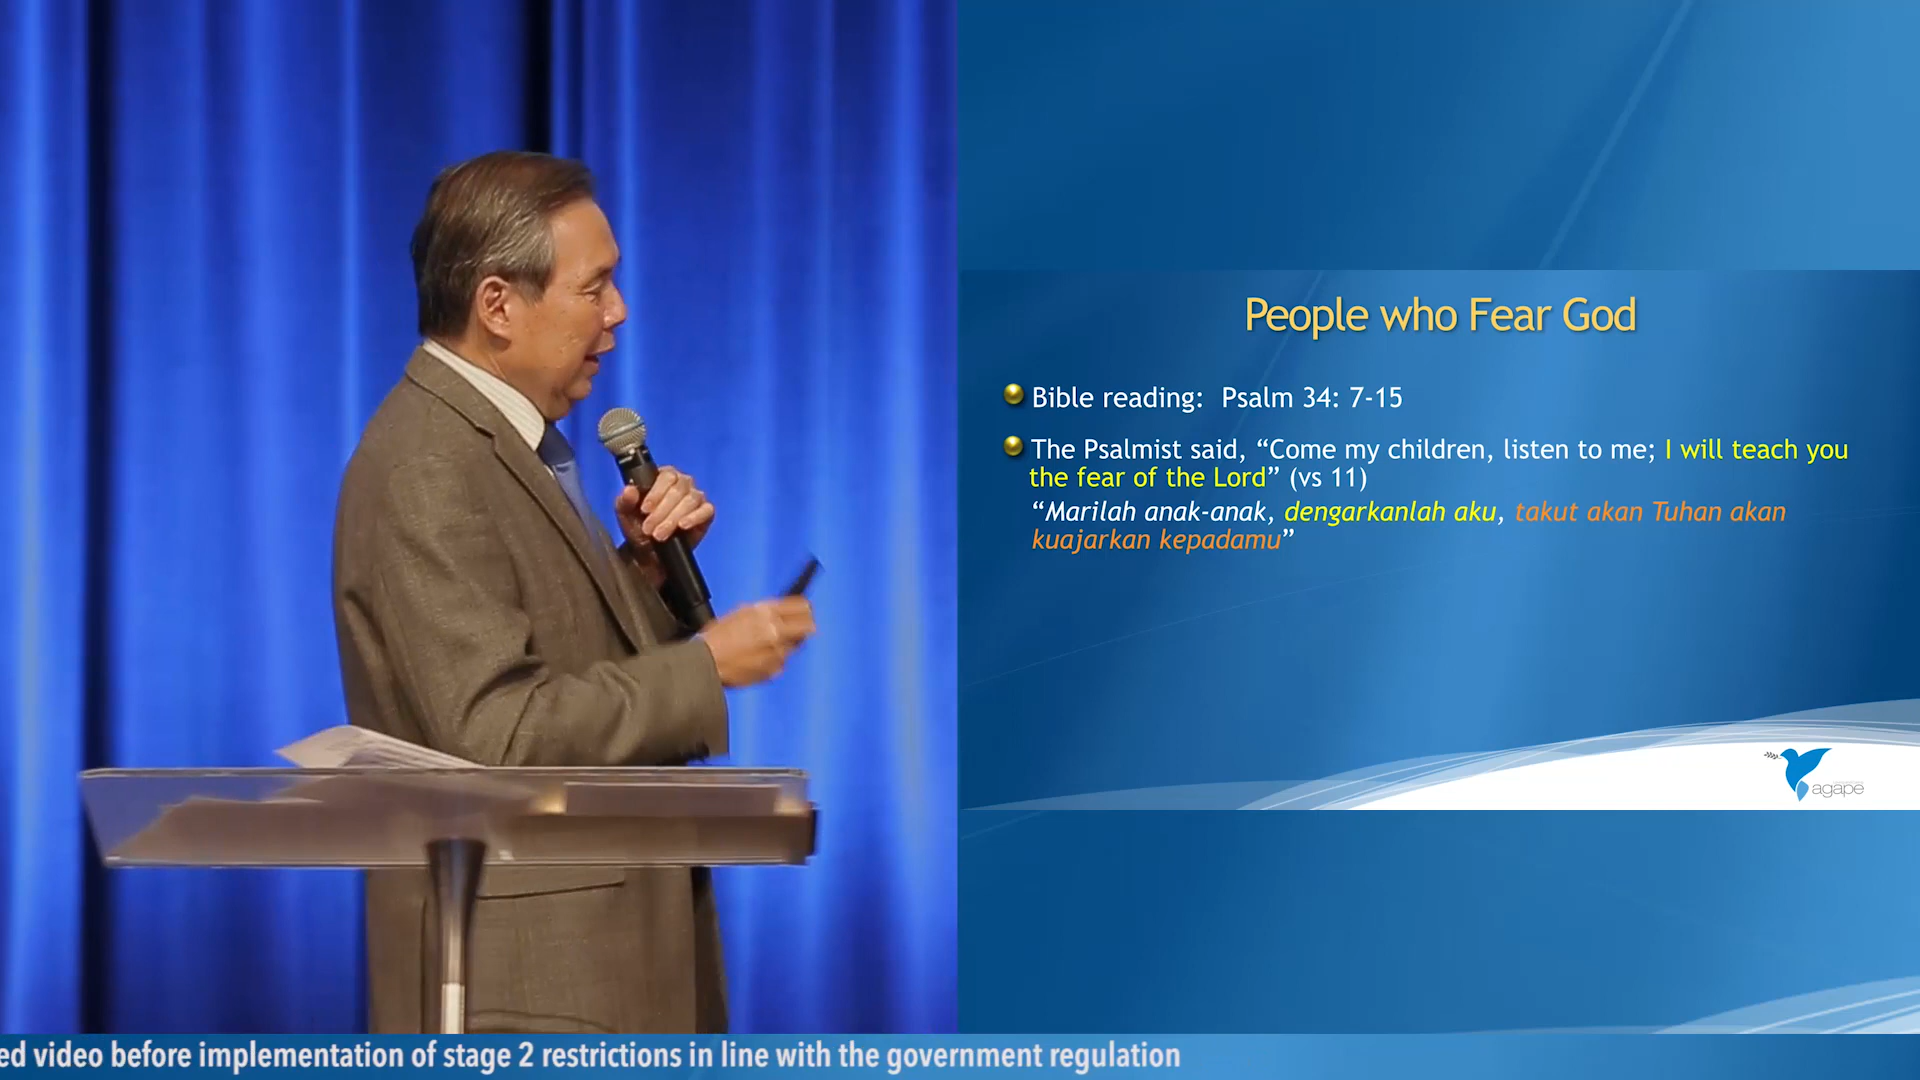 People who Fear God
Bible reading: Psalm 34: 7-15
The Psalmist said, “Come my children, listen to me; I will teach you
the fear of the Lord” (vs 11)
“Marilah anak-anak, dengarkanlah aku, takut akan Tuhan akan
kuajarkan kepadamu”
agape
ed video before implementation of stage 2 restrictions in line with the government regulation